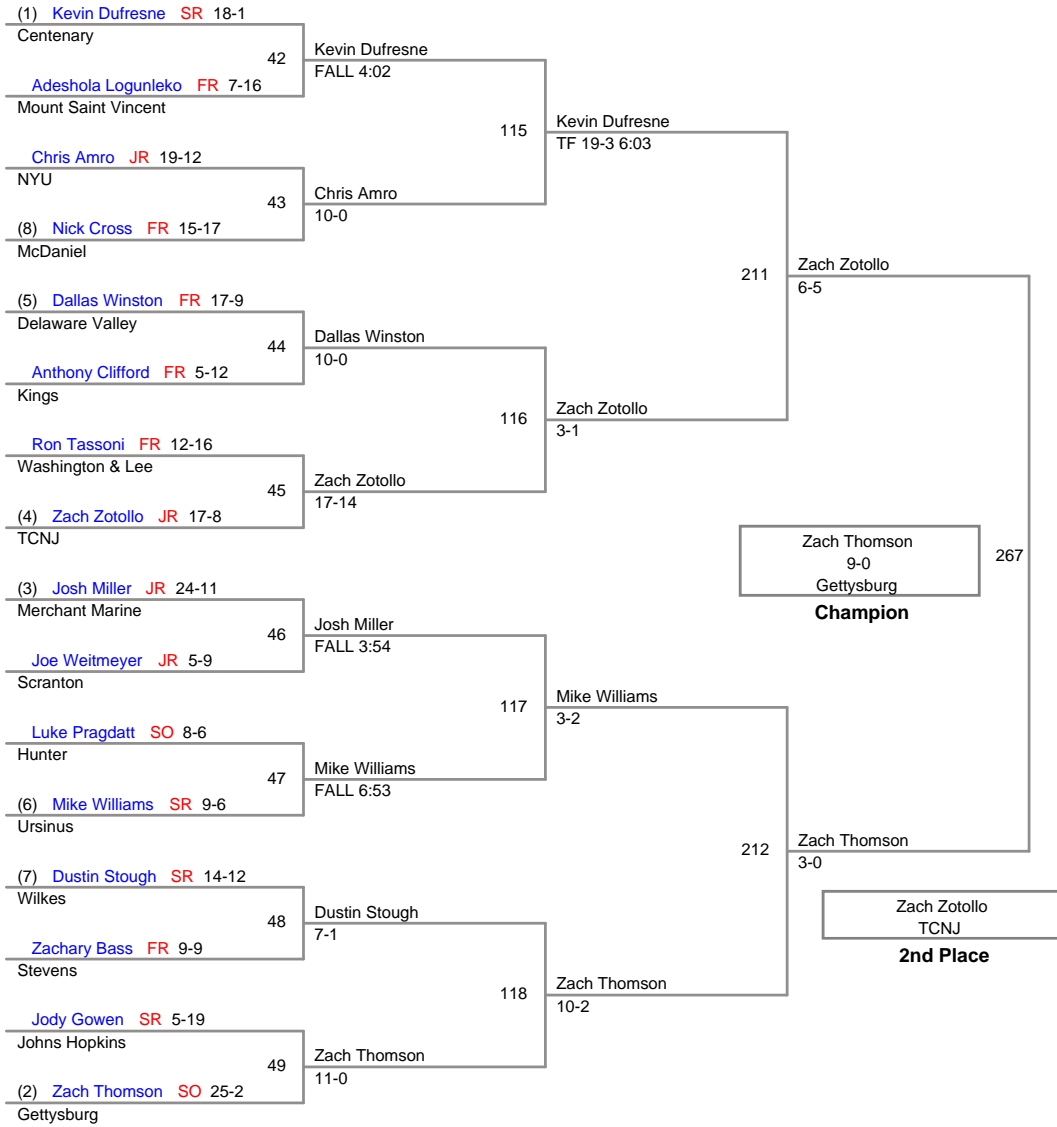 (1) Kevin Dufresne SR 18-1
Centenary
42
Adeshola Logunleko FR 7-16
Mount Saint Vincent
Kevin Dufresne
FALL 4:02
115
Chris Amro JR 19-12
NYU
43
(8) Nick Cross FR 15-17
McDaniel
Chris Amro
10-0
Kevin Dufresne
TF 19-3 6:03
211
(5) Dallas Winston FR 17-9
Delaware Valley
44
Anthony Clifford FR 5-12
Kings
Dallas Winston
10-0
116
Ron Tassoni FR 12-16
Washington & Lee
45
(4) Zach Zotollo JR 17-8
TCNJ
Zach Zotollo
17-14
Zach Zotollo
3-1
Zach Zotollo
6-5
(3) Josh Miller JR 24-11
Merchant Marine
46
Joe Weitmeyer JR 5-9
Scranton
Josh Miller
FALL 3:54
117
Luke Pragdatt SO 8-6
Hunter
47
(6) Mike Williams SR 9-6
Ursinus
Mike Williams
FALL 6:53
Mike Williams
3-2
212
(7) Dustin Stough SR 14-12
Wilkes
48
Zachary Bass FR 9-9
Stevens
Dustin Stough
7-1
118
Jody Gowen SR 5-19
Johns Hopkins
49
(2) Zach Thomson SO 25-2
Gettysburg
Zach Thomson
11-0
Zach Thomson
10-2
Zach Thomson
3-0
267
Zach Thomson
9-0
Gettysburg
Champion
Zach Zotollo
TCNJ
2nd Place